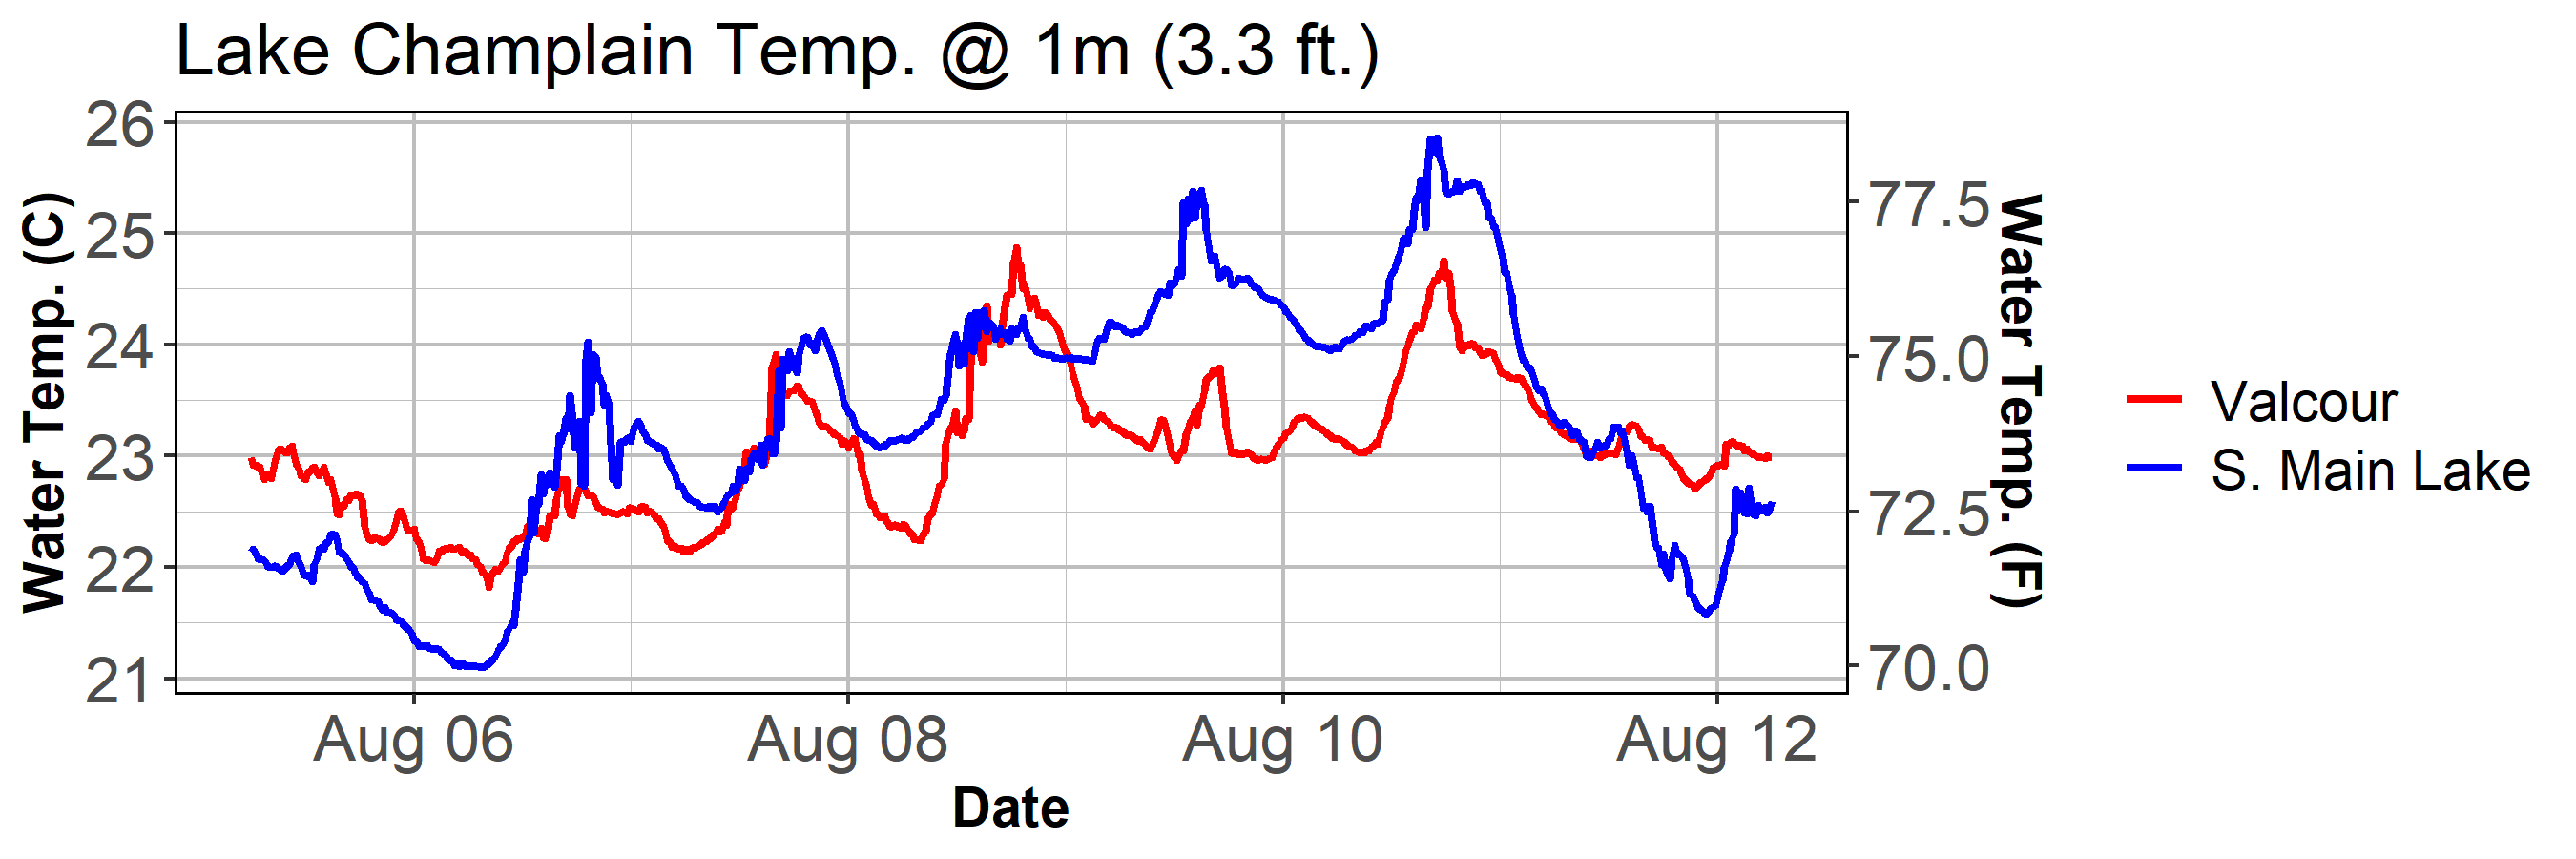 Lake Champlain Temp. @ 1m (3.3 ft.)
Water Temp. (C)
26
25
24
23
22
21
77.5
75.0
72.5
70.0
Water Temp. (F)
Valcour
S. Main Lake
Aug 06 Aug 08 Aug 10 Aug 12
Date